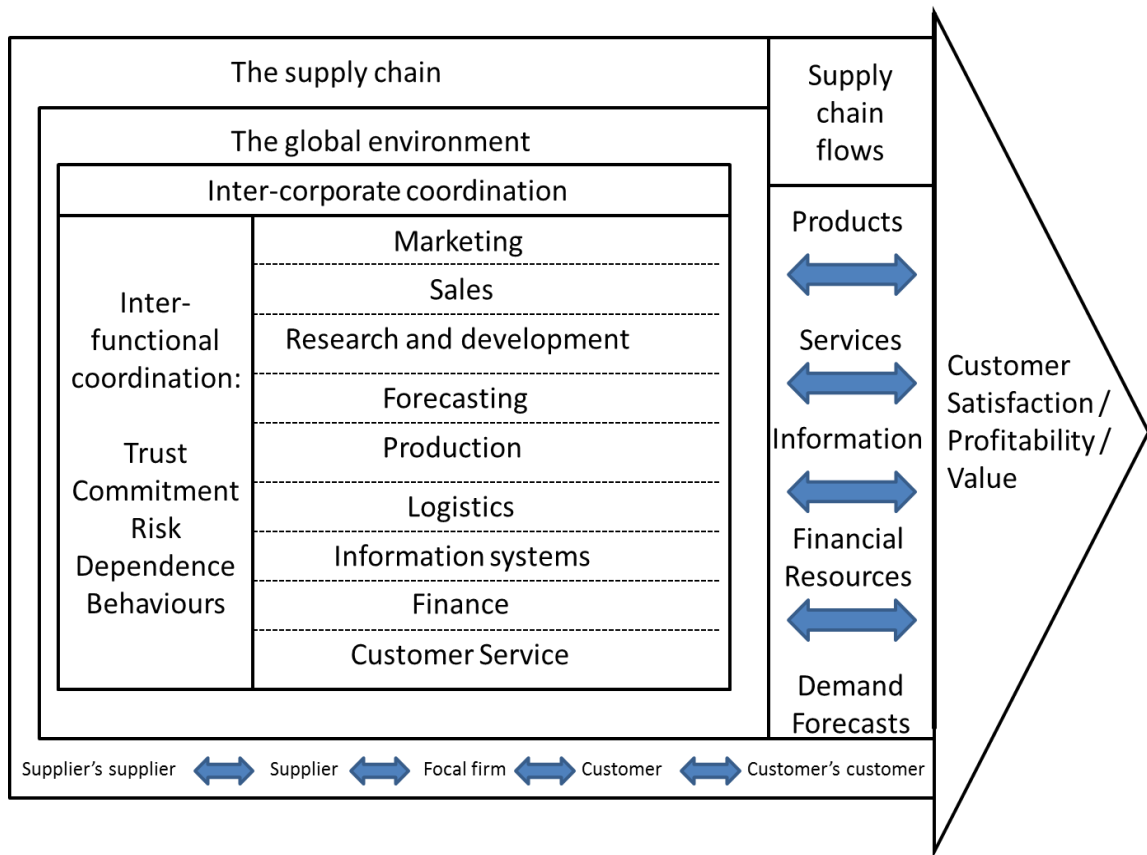 The supply chain
The global environment
Inter-corporate coordination
Inter-
functional
coordination:
Trust
Commitment
Risk
Dependence
Behaviours
Marketing
Sales
Research and development
Forecasting
Production
Logistics
Information systems
Finance
Customer Service
Supply
chain
flows
Products
Services
Information
Financial
Resources
Demand
Forecasts
Customer
Satisfaction /
Profitability /
Value
Supplier's supplier Supplier Focal firm Customer Customer's customer